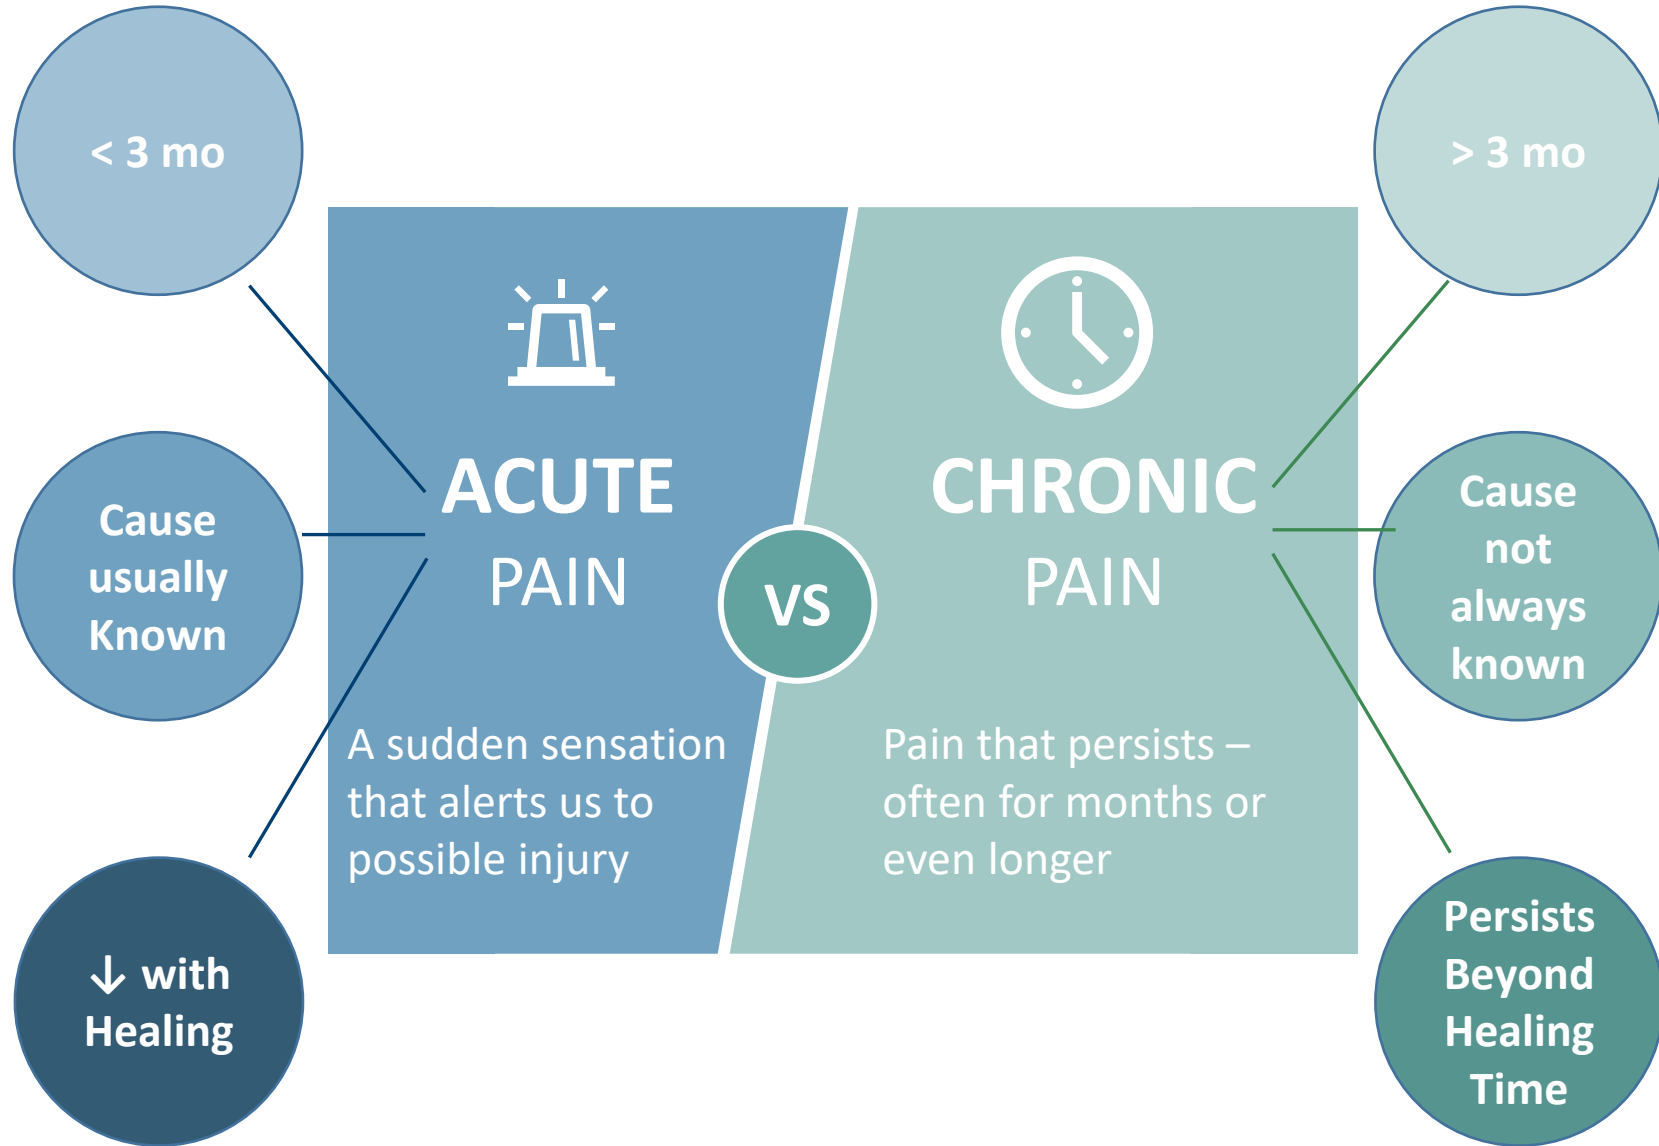 < 3 mo
Cause
usually
Known
↓ with
Healing
ACUTE
PAIN
A sudden sensation
that alerts us to
possible injury
VS
CHRONIC
PAIN
Pain that persists –
often for months or
even longer
> 3 mo
Cause
not
always
known
Persists
Beyond
Healing
Time